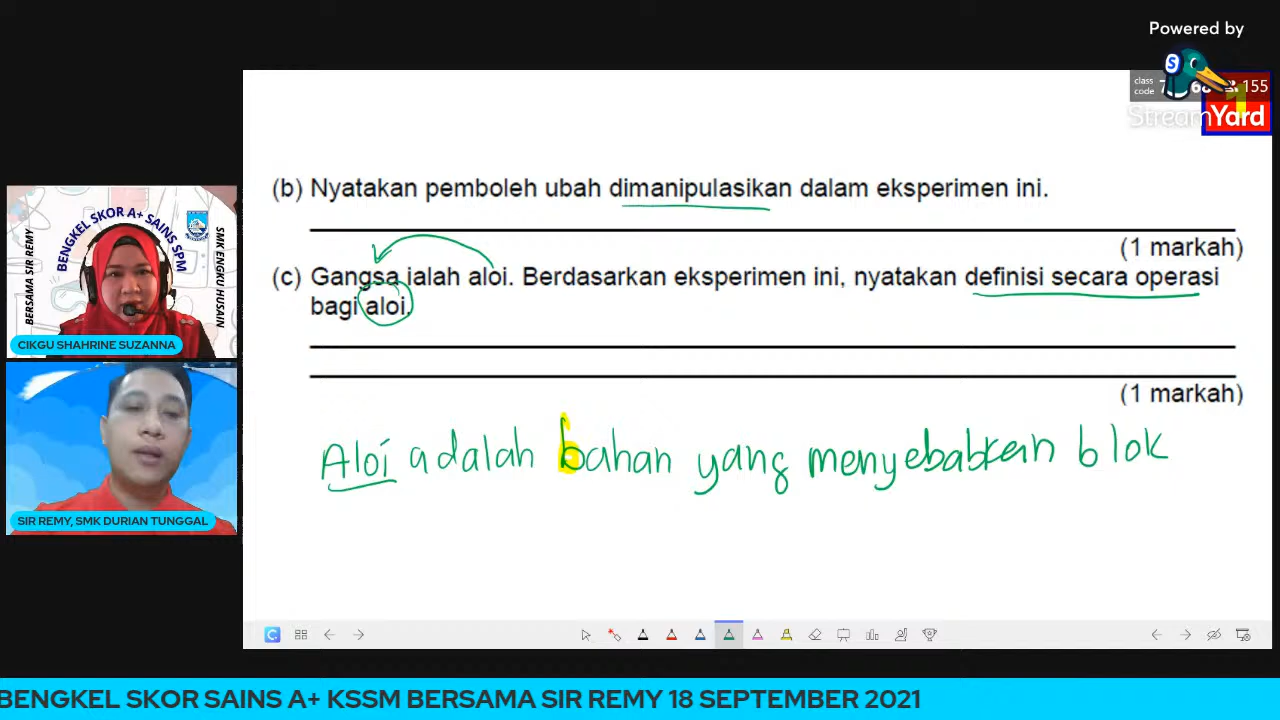 Powered by
class code
155
StreamYard
(b) Nyatakan pemboleh ubah dimanipulasikan dalam eksperimen ini.
(1 markah)
(c) Gangsa ialah aloi. Berdasarkan eksperimen ini, nyatakan definisi secara operasi
bagi aloi.
(1 markah)
Aloi adalah bahan yang menyebabkan blok
BENGKEL SKOR A+ SAINS SPM
BERSAMA SIR REMY
SMK ENGKU HUSAIN
CIKGU SHAHRINE SUZANNA
SIR REMY, SMK DURIAN TUNGGAL
BENGKEL SKOR SAINS A+ KSSM BERSAMA SIR REMY 18 SEPTEMBER 2021